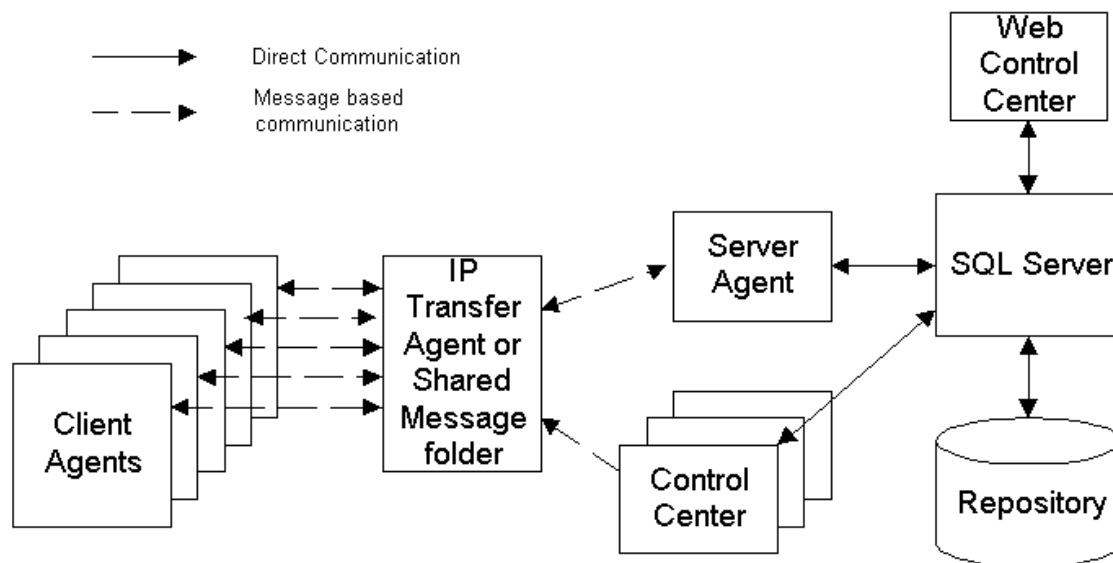 Direct Communication
Message based
communication
Web
Control
Center
Client
Agents
IP
Transfer
Agent or
Shared
Message
folder
Server
Agent
SQL Server
Control
Center
Repository